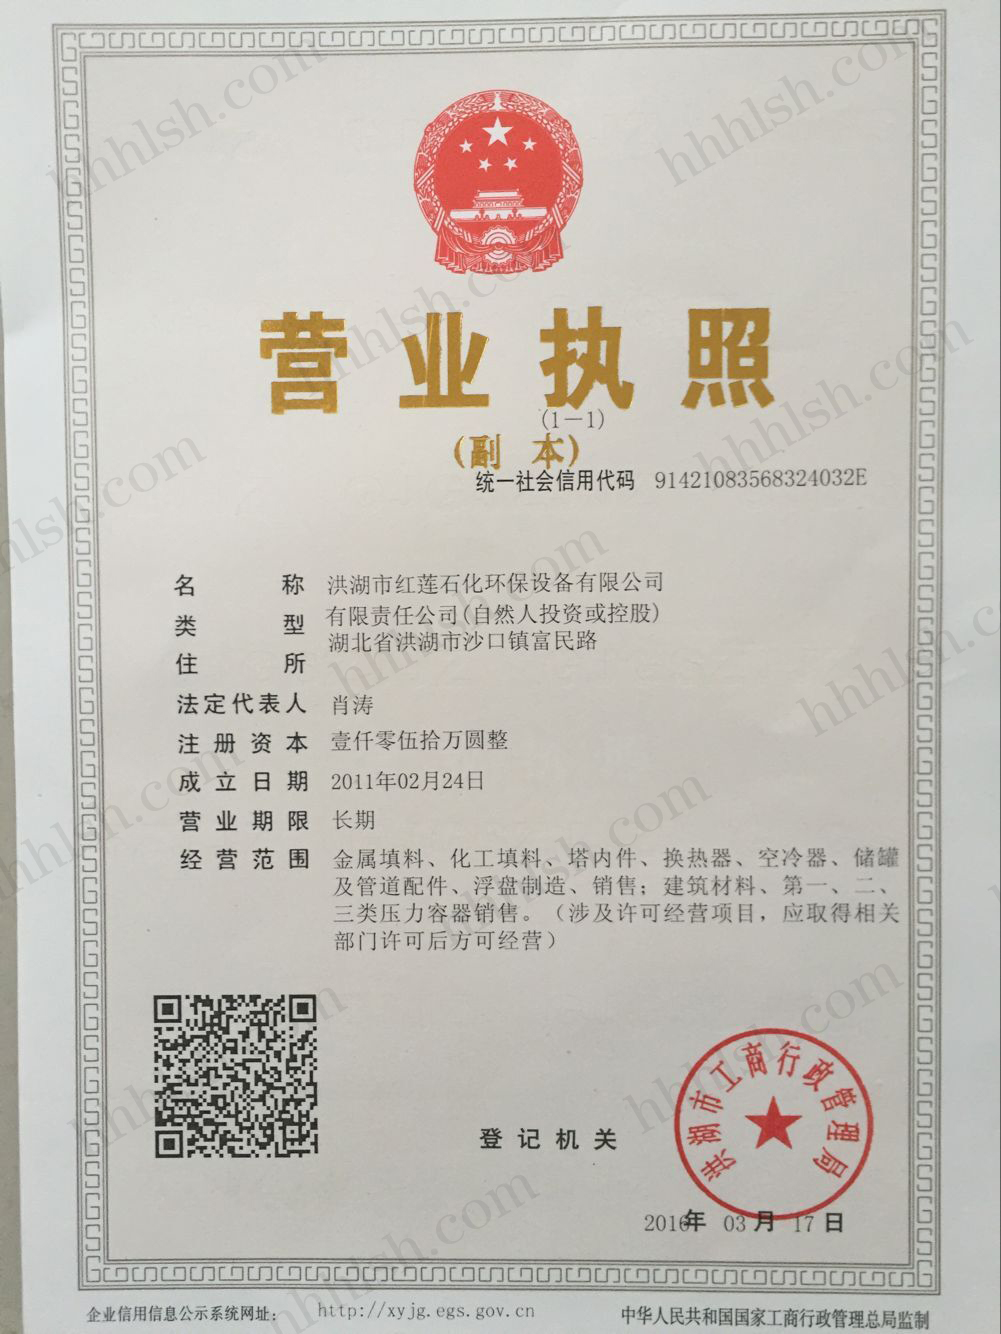 营业执照
(1－1)
(副 本)
统一社会信用代码 91421083568324032E
名 称 洪湖市红莲石化环保设备有限公司
类 型 有限责任公司(自然人投资或控股)
住 所 湖北省洪湖市沙口镇富民路
法定代表人 肖涛
注 册 资 本 壹仟零伍拾万圆整
成 立 日 期 2011年02月24日
营 业 期 限 长期
经 营 范 围 金属填料、化工填料、塔内件、换热器、空冷器、储罐
及管道配件、浮盘制造、销售；建筑材料、第一、二、
三类压力容器销售。（涉及许可经营项目，应取得相关
部门许可后方可经营）
登 记 机 关
洪湖市工商行政管理局
2016年 03月 17日
企业信用信息公示系统网址： http://xyjg.egs.gov.cn
中华人民共和国国家工商行政管理总局监制
hhhlsh.com